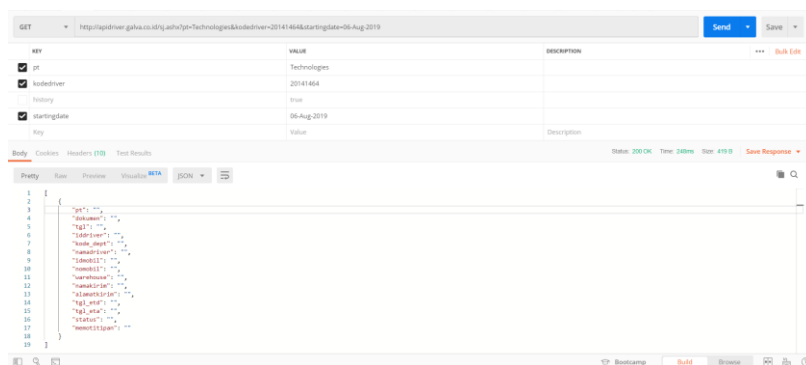 GET http://apidriver.galva.co.id/sj.ashx?pt=Technologies&kodedriver=20141464&startingdate=06-Aug-2019 Send Save
KEY VALUE DESCRIPTION Bulk Edit
pt Technologies
kodedriver 20141464
history true
startingdate 06-Aug-2019
Key Value Description
Body Cookies Headers (10) Test Results Status: 200 OK Time: 248ms Size: 419 B Save Response
Pretty Raw Preview Visualize BETA JSON
1 [
2 {
3 "pt": "",
4 "dokumen": "",
5 "tgl": "",
6 "iddriver": "",
7 "kode_dept": "",
8 "namadriver": "",
9 "idmobil": "",
10 "nomobil": "",
11 "warehouse": "",
12 "namakirim": "",
13 "alamatkirim": "",
14 "tgl_etd": "",
15 "tgl_eta": "",
16 "status": "",
17 "memotitipan": ""
18 }
19 ]
Bootcamp Build Browse